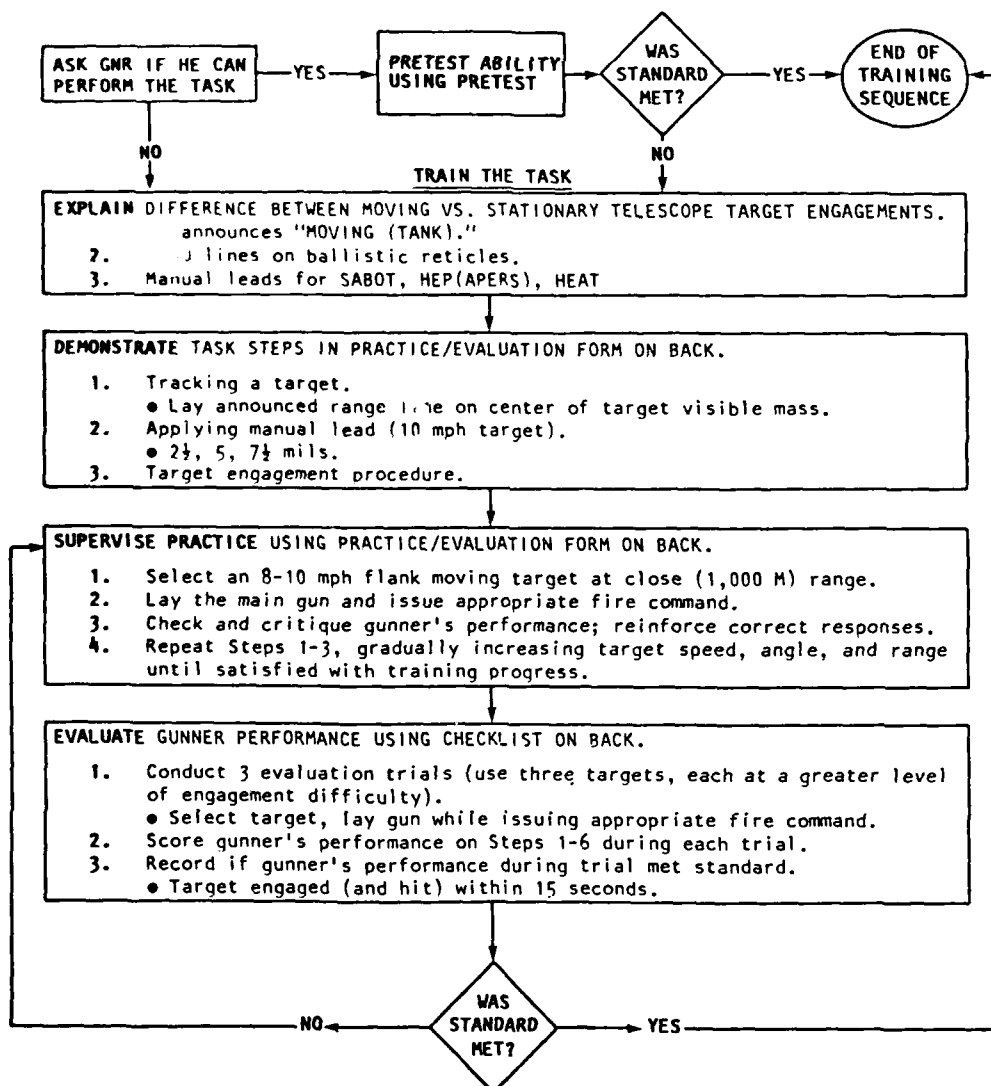 ASK GNR IF HE CAN
PERFORM THE TASK
YES
PRETEST ABILITY
USING PRETEST
WAS
STANDARD
MET?
YES
END OF
TRAINING
SEQUENCE
NO
NO
TRAIN THE TASK
EXPLAIN DIFFERENCE BETWEEN MOVING VS. STATIONARY TELESCOPE TARGET ENGAGEMENTS.
announces "MOVING (TANK)."
2. lines on ballistic reticles.
3. Manual leads for SABOT, HEP(APERS), HEAT
DEMONSTRATE TASK STEPS IN PRACTICE/EVALUATION FORM ON BACK.
1. Tracking a target.
● Lay announced range line on center of target visible mass.
2. Applying manual lead (10 mph target).
● 2½, 5, 7½ mils.
3. Target engagement procedure.
SUPERVISE PRACTICE USING PRACTICE/EVALUATION FORM ON BACK.
1. Select an 8-10 mph flank moving target at close (1,000 M) range.
2. Lay the main gun and issue appropriate fire command.
3. Check and critique gunner's performance; reinforce correct responses.
4. Repeat Steps 1-3, gradually increasing target speed, angle, and range
until satisfied with training progress.
EVALUATE GUNNER PERFORMANCE USING CHECKLIST ON BACK.
1. Conduct 3 evaluation trials (use three targets, each at a greater level
of engagement difficulty).
● Select target, lay gun while issuing appropriate fire command.
2. Score gunner's performance on Steps 1-6 during each trial.
3. Record if gunner's performance during trial met standard.
● Target engaged (and hit) within 15 seconds.
NO
WAS
STANDARD
MET?
YES